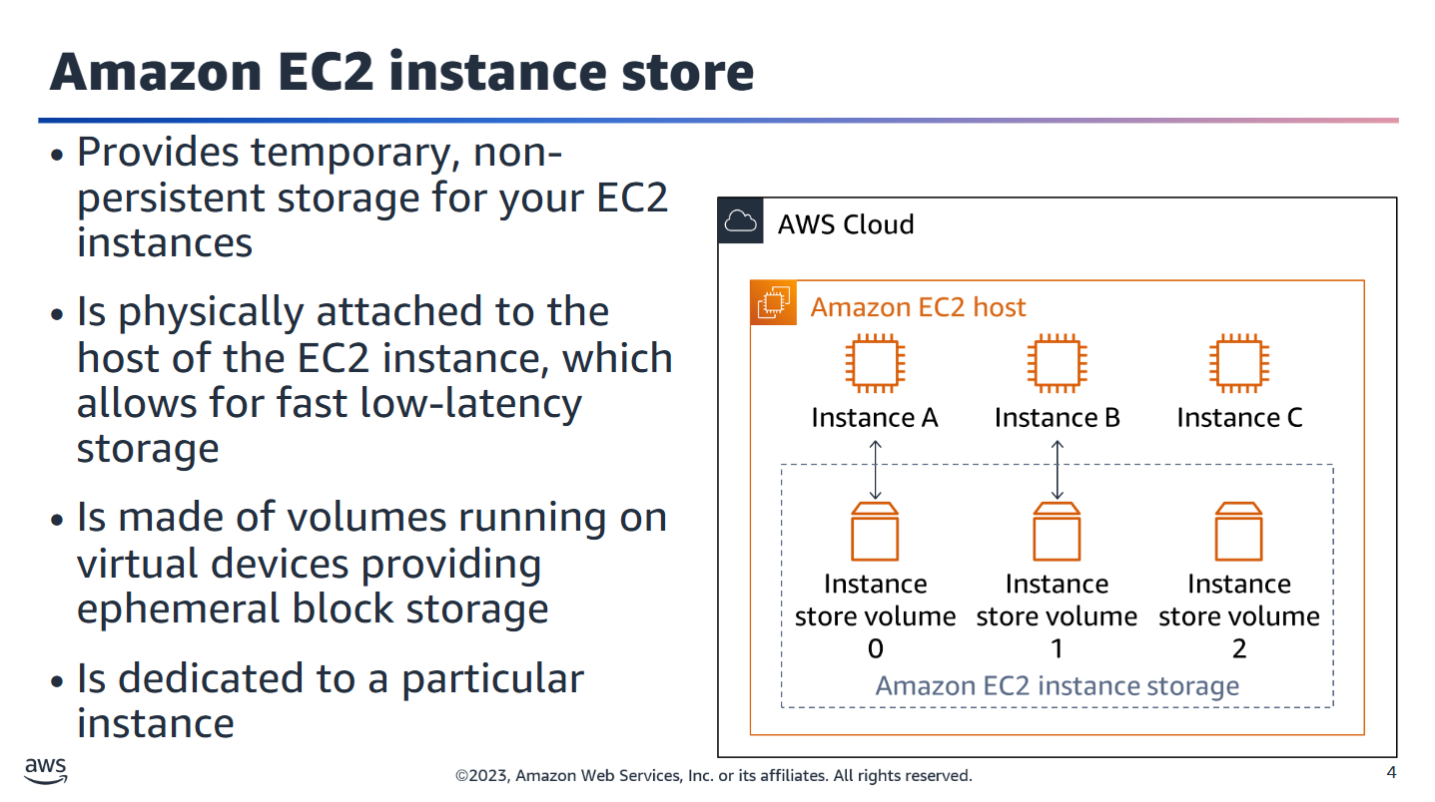 Amazon EC2 instance store
• Provides temporary, non-
persistent storage for your EC2
instances
• Is physically attached to the
host of the EC2 instance, which
allows for fast low-latency
storage
• Is made of volumes running on
virtual devices providing
ephemeral block storage
• Is dedicated to a particular
instance
AWS Cloud
Amazon EC2 host
Instance A
Instance B
Instance C
Instance
store volume
0
Instance
store volume
1
Instance
store volume
2
Amazon EC2 instance storage
aws
©2023, Amazon Web Services, Inc. or its affiliates. All rights reserved.
4